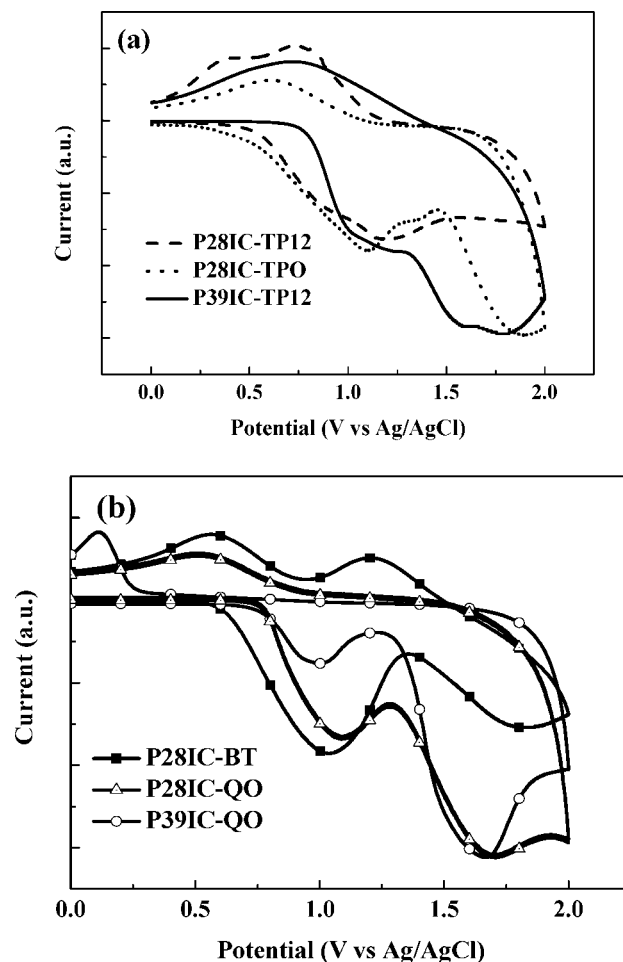 (a)
Current (a.u.)
P28IC-TP12
P28IC-TPO
P39IC-TP12
0.0 0.5 1.0 1.5 2.0
Potential (V vs Ag/AgCl)
(b)
Current (a.u.)
P28IC-BT
P28IC-QO
P39IC-QO
0.0 0.5 1.0 1.5 2.0
Potential (V vs Ag/AgCl)